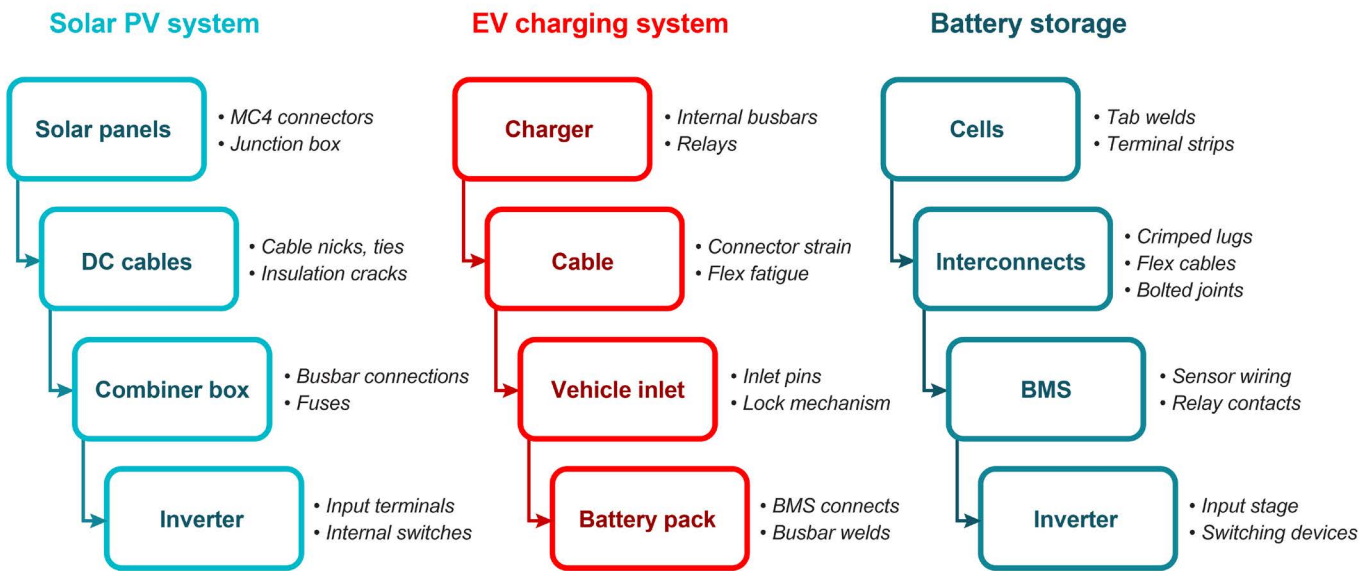 Solar PV system
Solar panels
• MC4 connectors
• Junction box
DC cables
• Cable nicks, ties
• Insulation cracks
Combiner box
• Busbar connections
• Fuses
Inverter
• Input terminals
• Internal switches
EV charging system
Charger
• Internal busbars
• Relays
Cable
• Connector strain
• Flex fatigue
Vehicle inlet
• Inlet pins
• Lock mechanism
Battery pack
• BMS connects
• Busbar welds
Battery storage
Cells
• Tab welds
• Terminal strips
Interconnects
• Crimped lugs
• Flex cables
• Bolted joints
BMS
• Sensor wiring
• Relay contacts
Inverter
• Input stage
• Switching devices